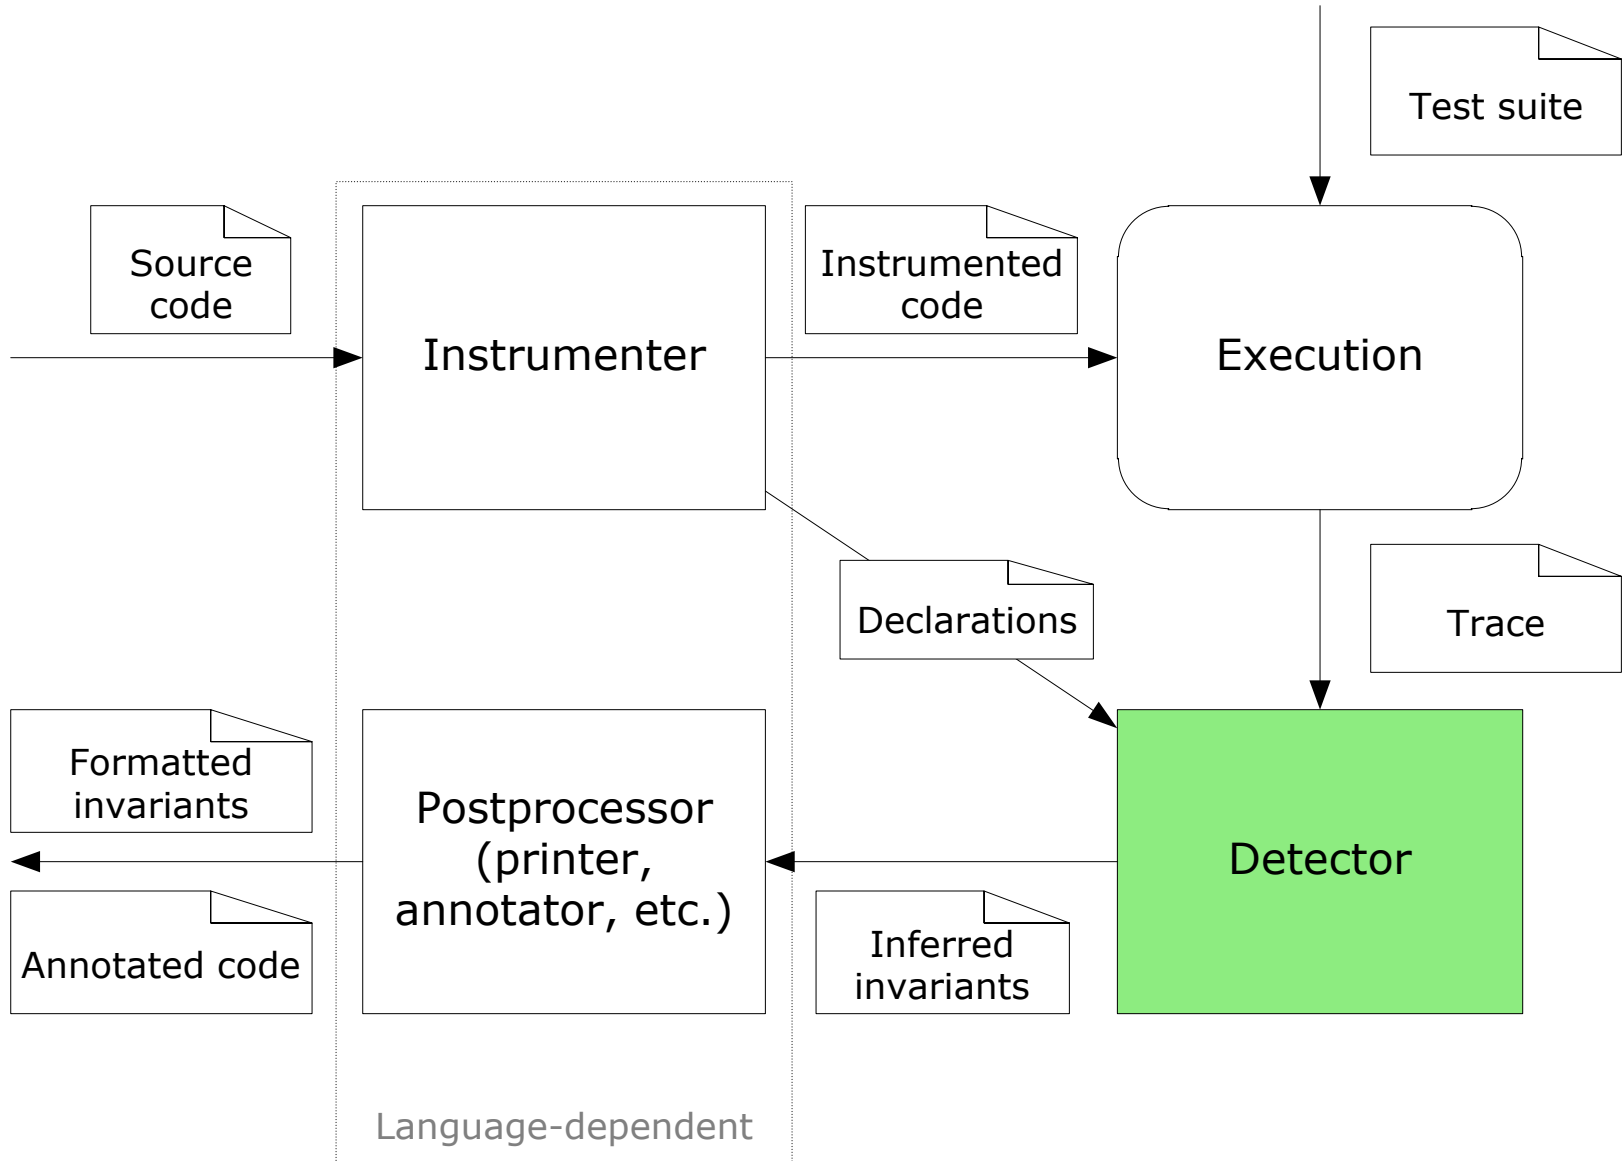 Test suite
Source
code
Instrumenter
Instrumented
code
Execution
Declarations
Trace
Formatted
invariants
Annotated code
Postprocessor
(printer,
annotator, etc.)
Inferred
invariants
Detector
Language-dependent